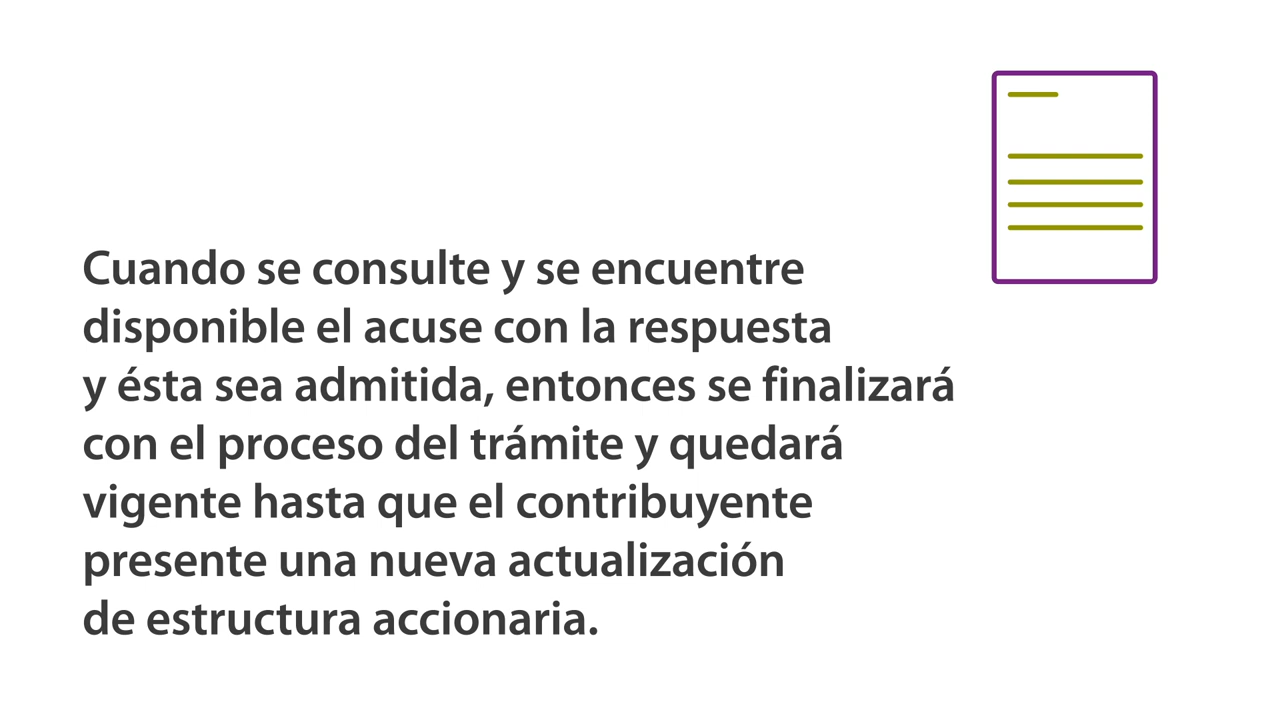 Cuando se consulte y se encuentre
disponible el acuse con la respuesta
y ésta sea admitida, entonces se finalizará
con el proceso del trámite y quedará
vigente hasta que el contribuyente
presente una nueva actualización
de estructura accionaria.